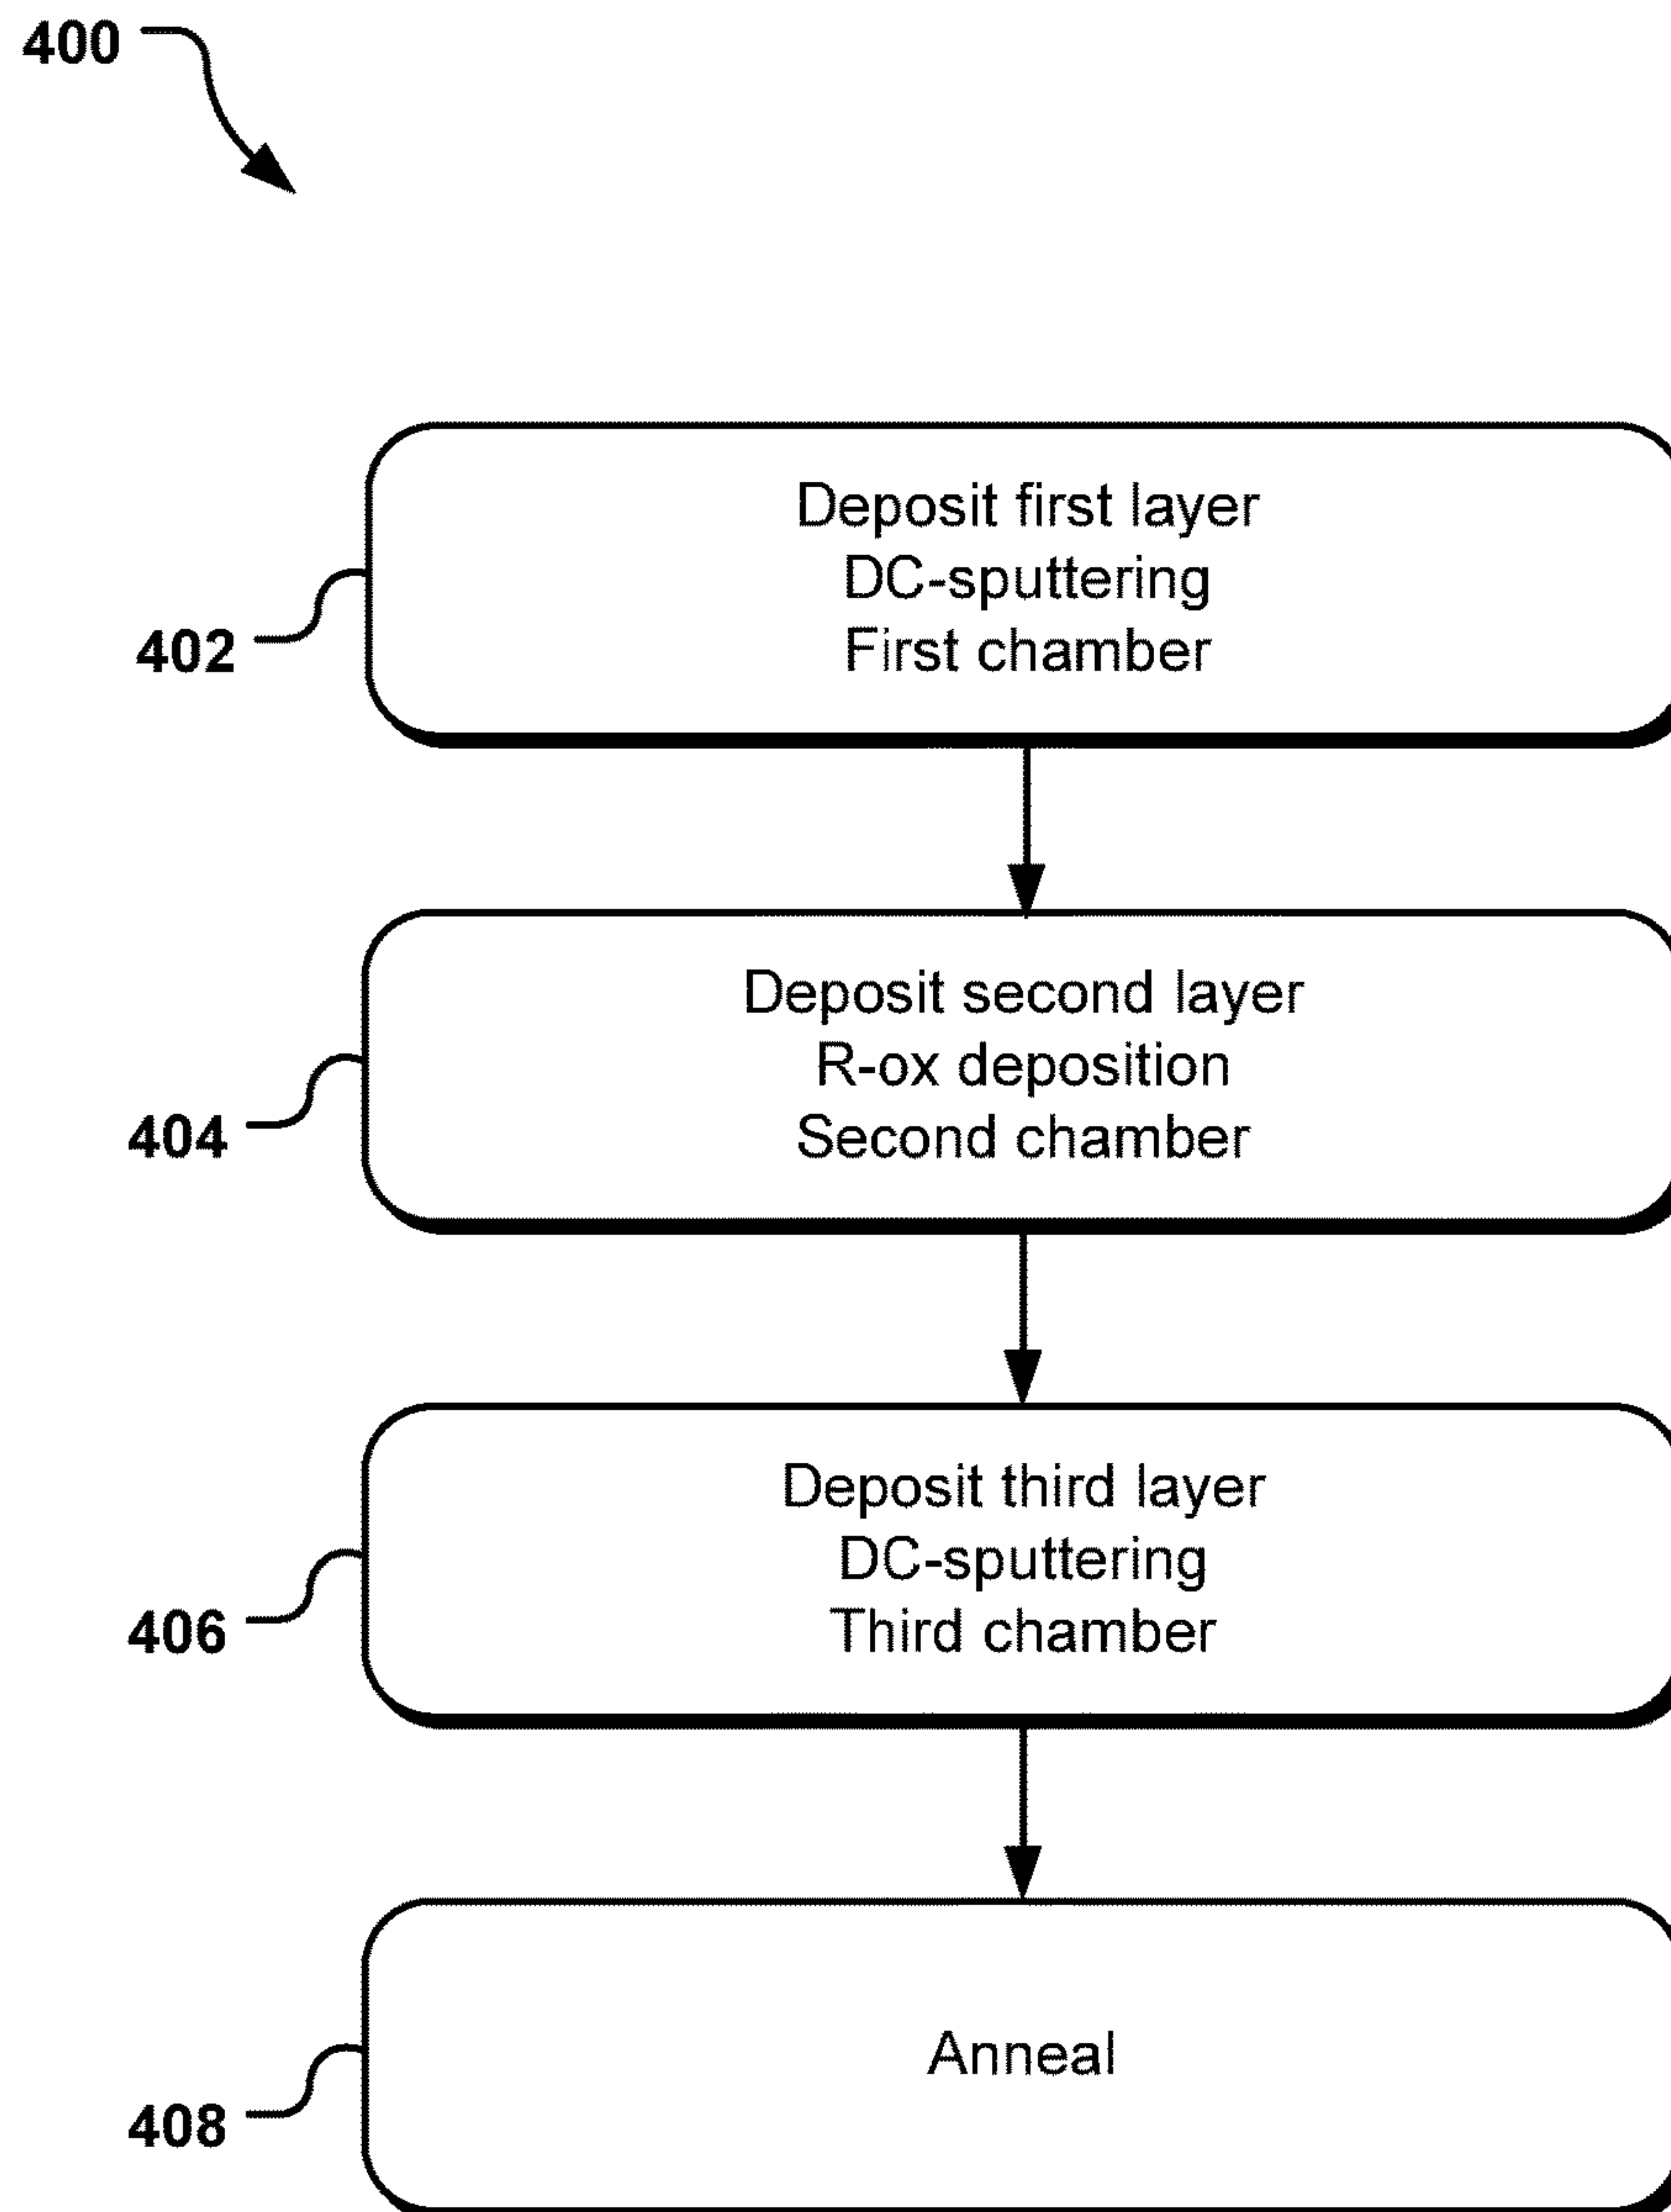 400
Deposit first layer
DC-sputtering
First chamber
402
Deposit second layer
R-ox deposition
Second chamber
404
Deposit third layer
DC-sputtering
Third chamber
406
Anneal
408